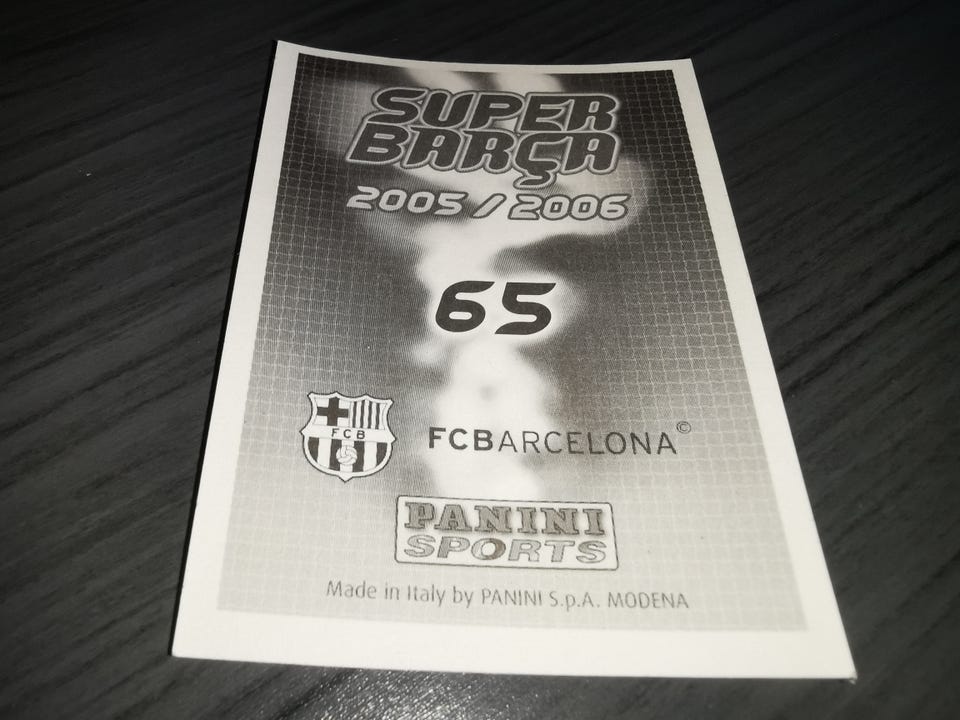 SUPER
BARÇA
2005/2006
65
FCB
FCBARCELONA©
PANINI
SPORTS
Made in Italy by PANINI S.p.A. MODENA